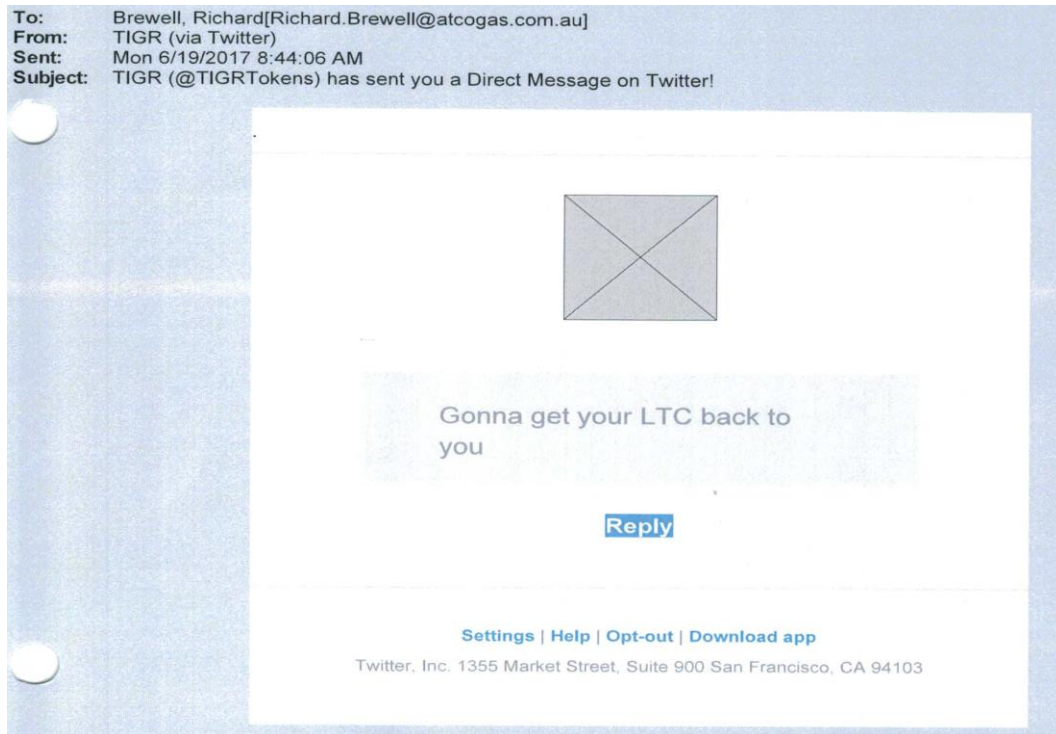 To: Brewell, Richard[Richard.Brewell@atcogas.com.au]
From: TIGR (via Twitter)
Sent: Mon 6/19/2017 8:44:06 AM
Subject: TIGR (@TIGRTokens) has sent you a Direct Message on Twitter!
Gonna get your LTC back to
you
Reply
Settings | Help | Opt-out | Download app
Twitter, Inc. 1355 Market Street, Suite 900 San Francisco, CA 94103